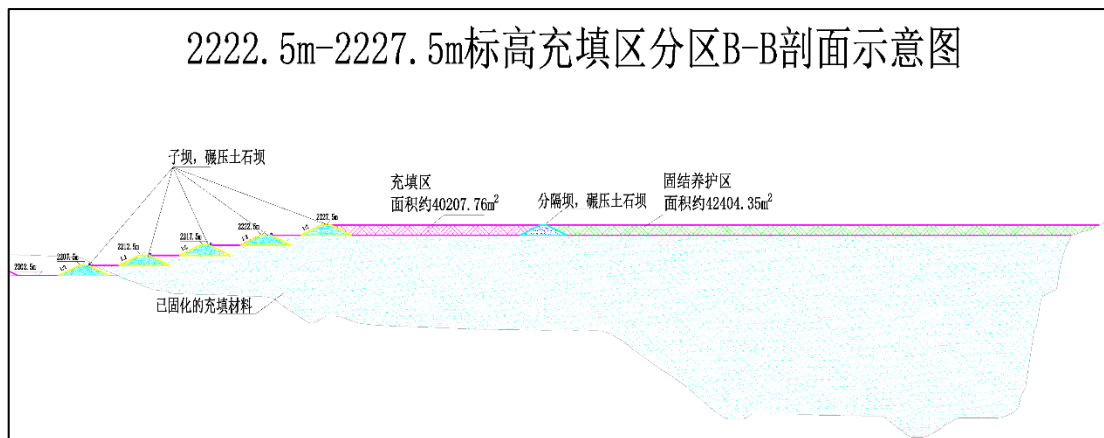 2222.5m-2227.5m标高充填区分区B-B剖面示意图
子坝，碾压土石坝
充填区
面积约40207.76m²
分隔坝，碾压土石坝
固结养护区
面积约42404.35m²
2227.5m
2222.5m
2217.5m
2212.5m
2207.5m
2202.5m
已固化的充填材料